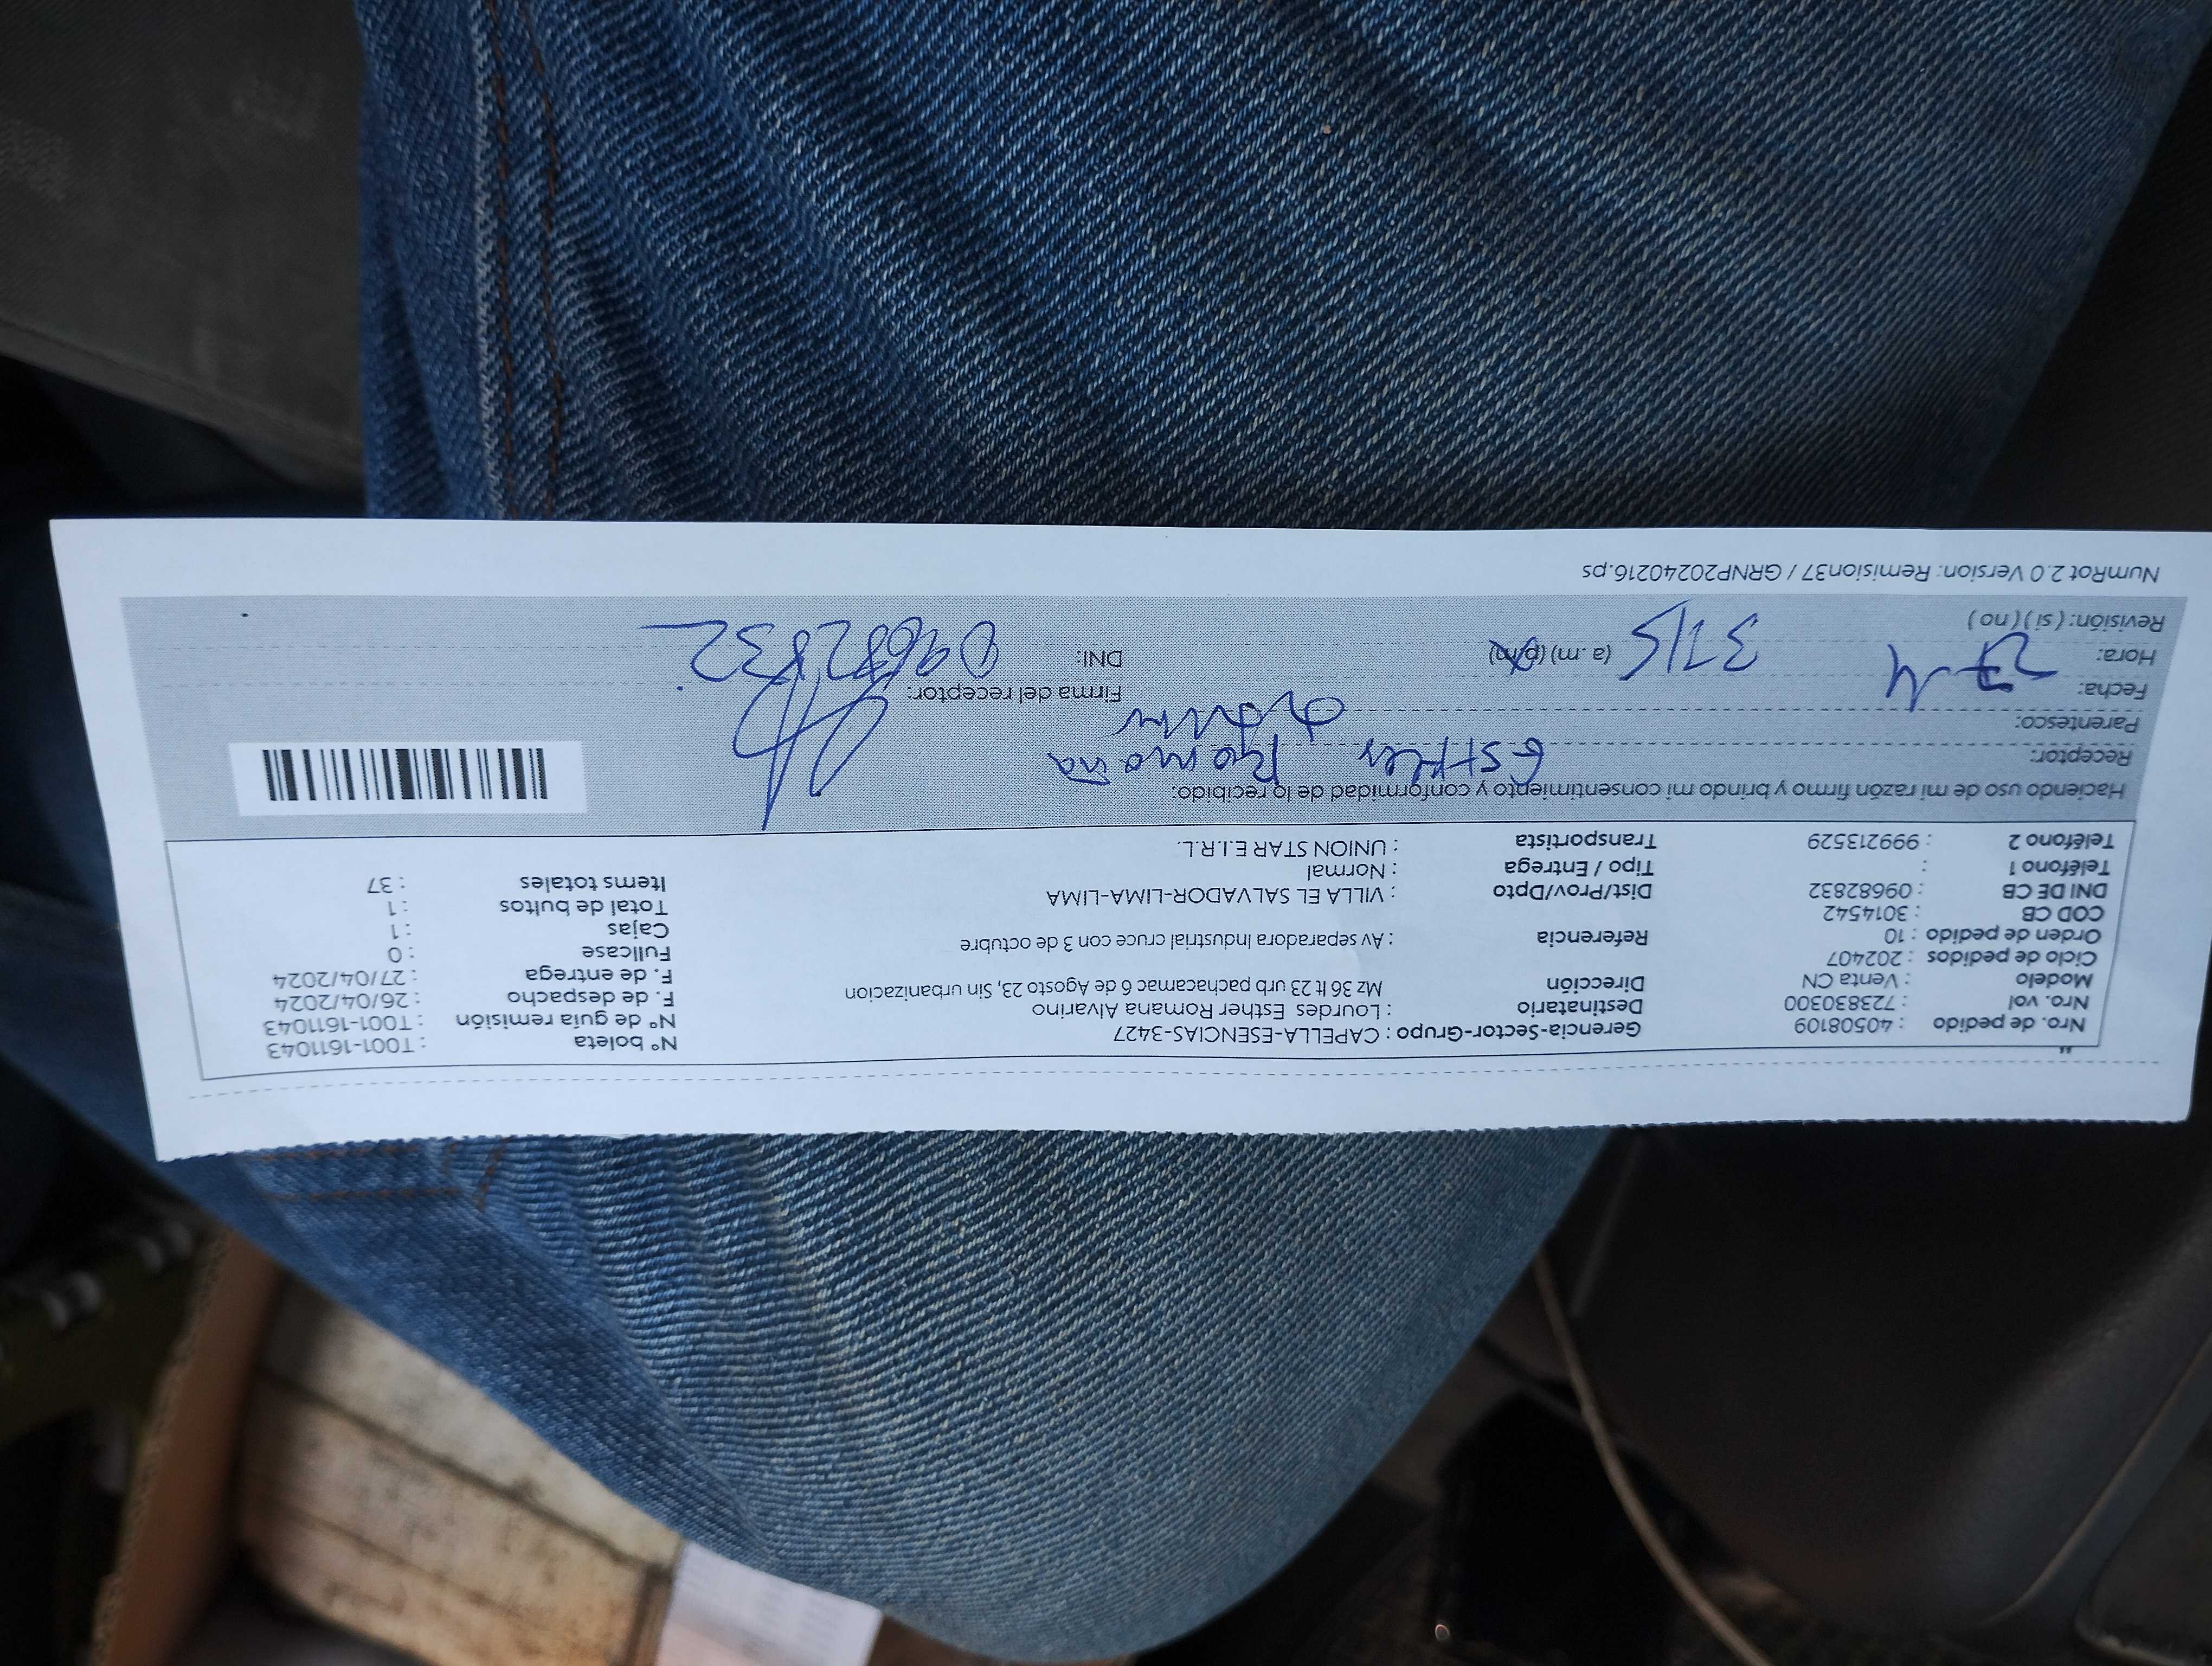 Nro. de pedido : 40508109 Gerencia-Sector-Grupo : CAPELLA-ESENCIAS-3427 N° boleta : T001-1611043
Nro. vol : 723830300 Destinatario : Lourdes Esther Romana Alvarino N° de guía remisión : T001-1611043
Modelo : Venta CN Dirección Mz 36 lt 23 urb pachacamac 6 de Agosto 23, Sin urbanizacion F. de despacho : 26/04/2024
Ciclo de pedidos : 202407 F. de entrega : 27/04/2024
Orden de pedido : 10 Referencia : Av separadora Industrial cruce con 3 de octubre Fullcase : 0
COD CB : 3014542 Cajas : 1
DNI DE CB : 09682832 Dist/Prov/Dpto : VILLA EL SALVADOR-LIMA-LIMA Total de bultos : 1
Teléfono 1 : Tipo / Entrega : Normal Items totales : 37
Teléfono 2 : 999213529 Transportista : UNION STAR E.I.R.L.
Haciendo uso de mi razón firmo y brindo mi consentimiento y conformidad de lo recibido:
Receptor: Esther Romaña
Parentesco:
Fecha: 27-4 Firma del receptor:
Hora: 3715 (a.m) (p.m) DNI: 09682832
Revisión: ( si ) ( no )
NumRot 2.0 Version: Remision37 / GRNP20240216.ps